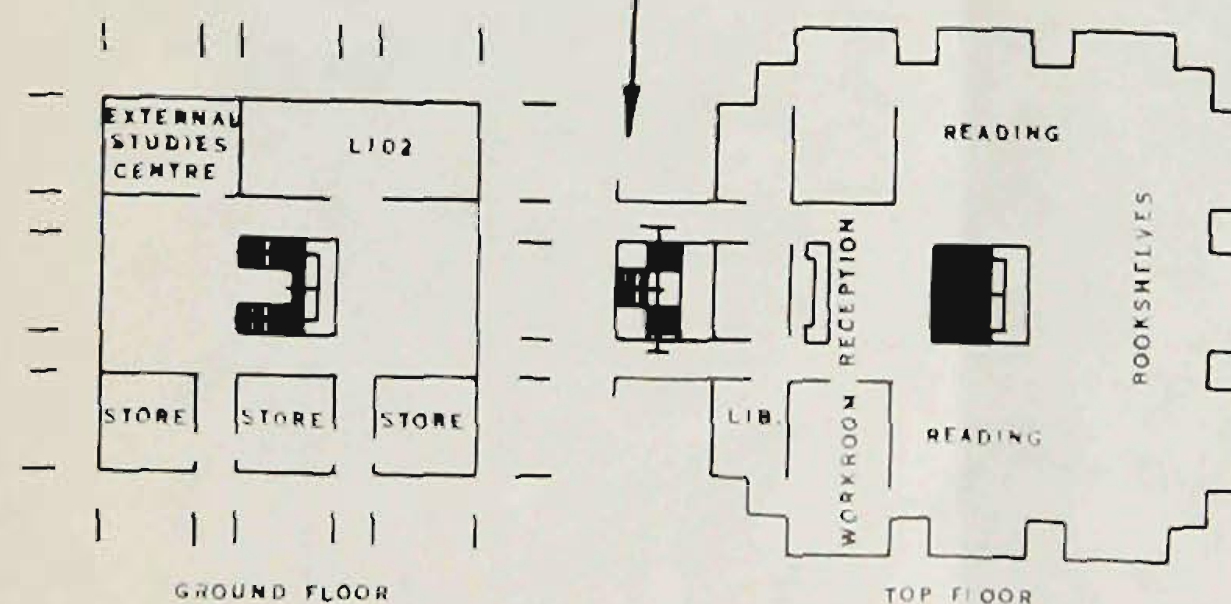 EXTERNAL
STUDIES
CENTRE
L102
STORE
STORE
STORE
GROUND FLOOR
READING
RECEPTION
BOOKSHELVES
LIB.
WORKROOM
READING
TOP FLOOR